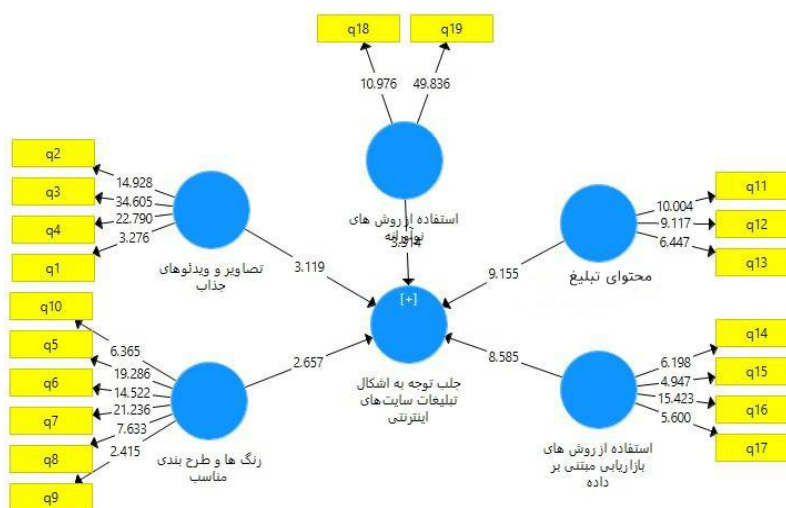 q18
q19
10.976
49.836
استفاده از روش های
نوآورانه
3.314
q2
q3
q4
q1
14.928
34.605
22.790
3.276
تصاویر و ویدئوهای
جذاب
3.119
q11
q12
q13
10.004
9.117
6.447
محتوای تبلیغ
9.155
[+]
جلب توجه به اشکال
تبلیغات سایت‌های
اینترنتی
q10
q5
q6
q7
q8
q9
6.365
19.286
14.522
21.236
7.633
2.415
رنگ ها و طرح بندی
مناسب
2.657
q14
q15
q16
q17
6.198
4.947
15.423
5.600
استفاده از روش های
بازاریابی مبتنی بر
داده
8.585